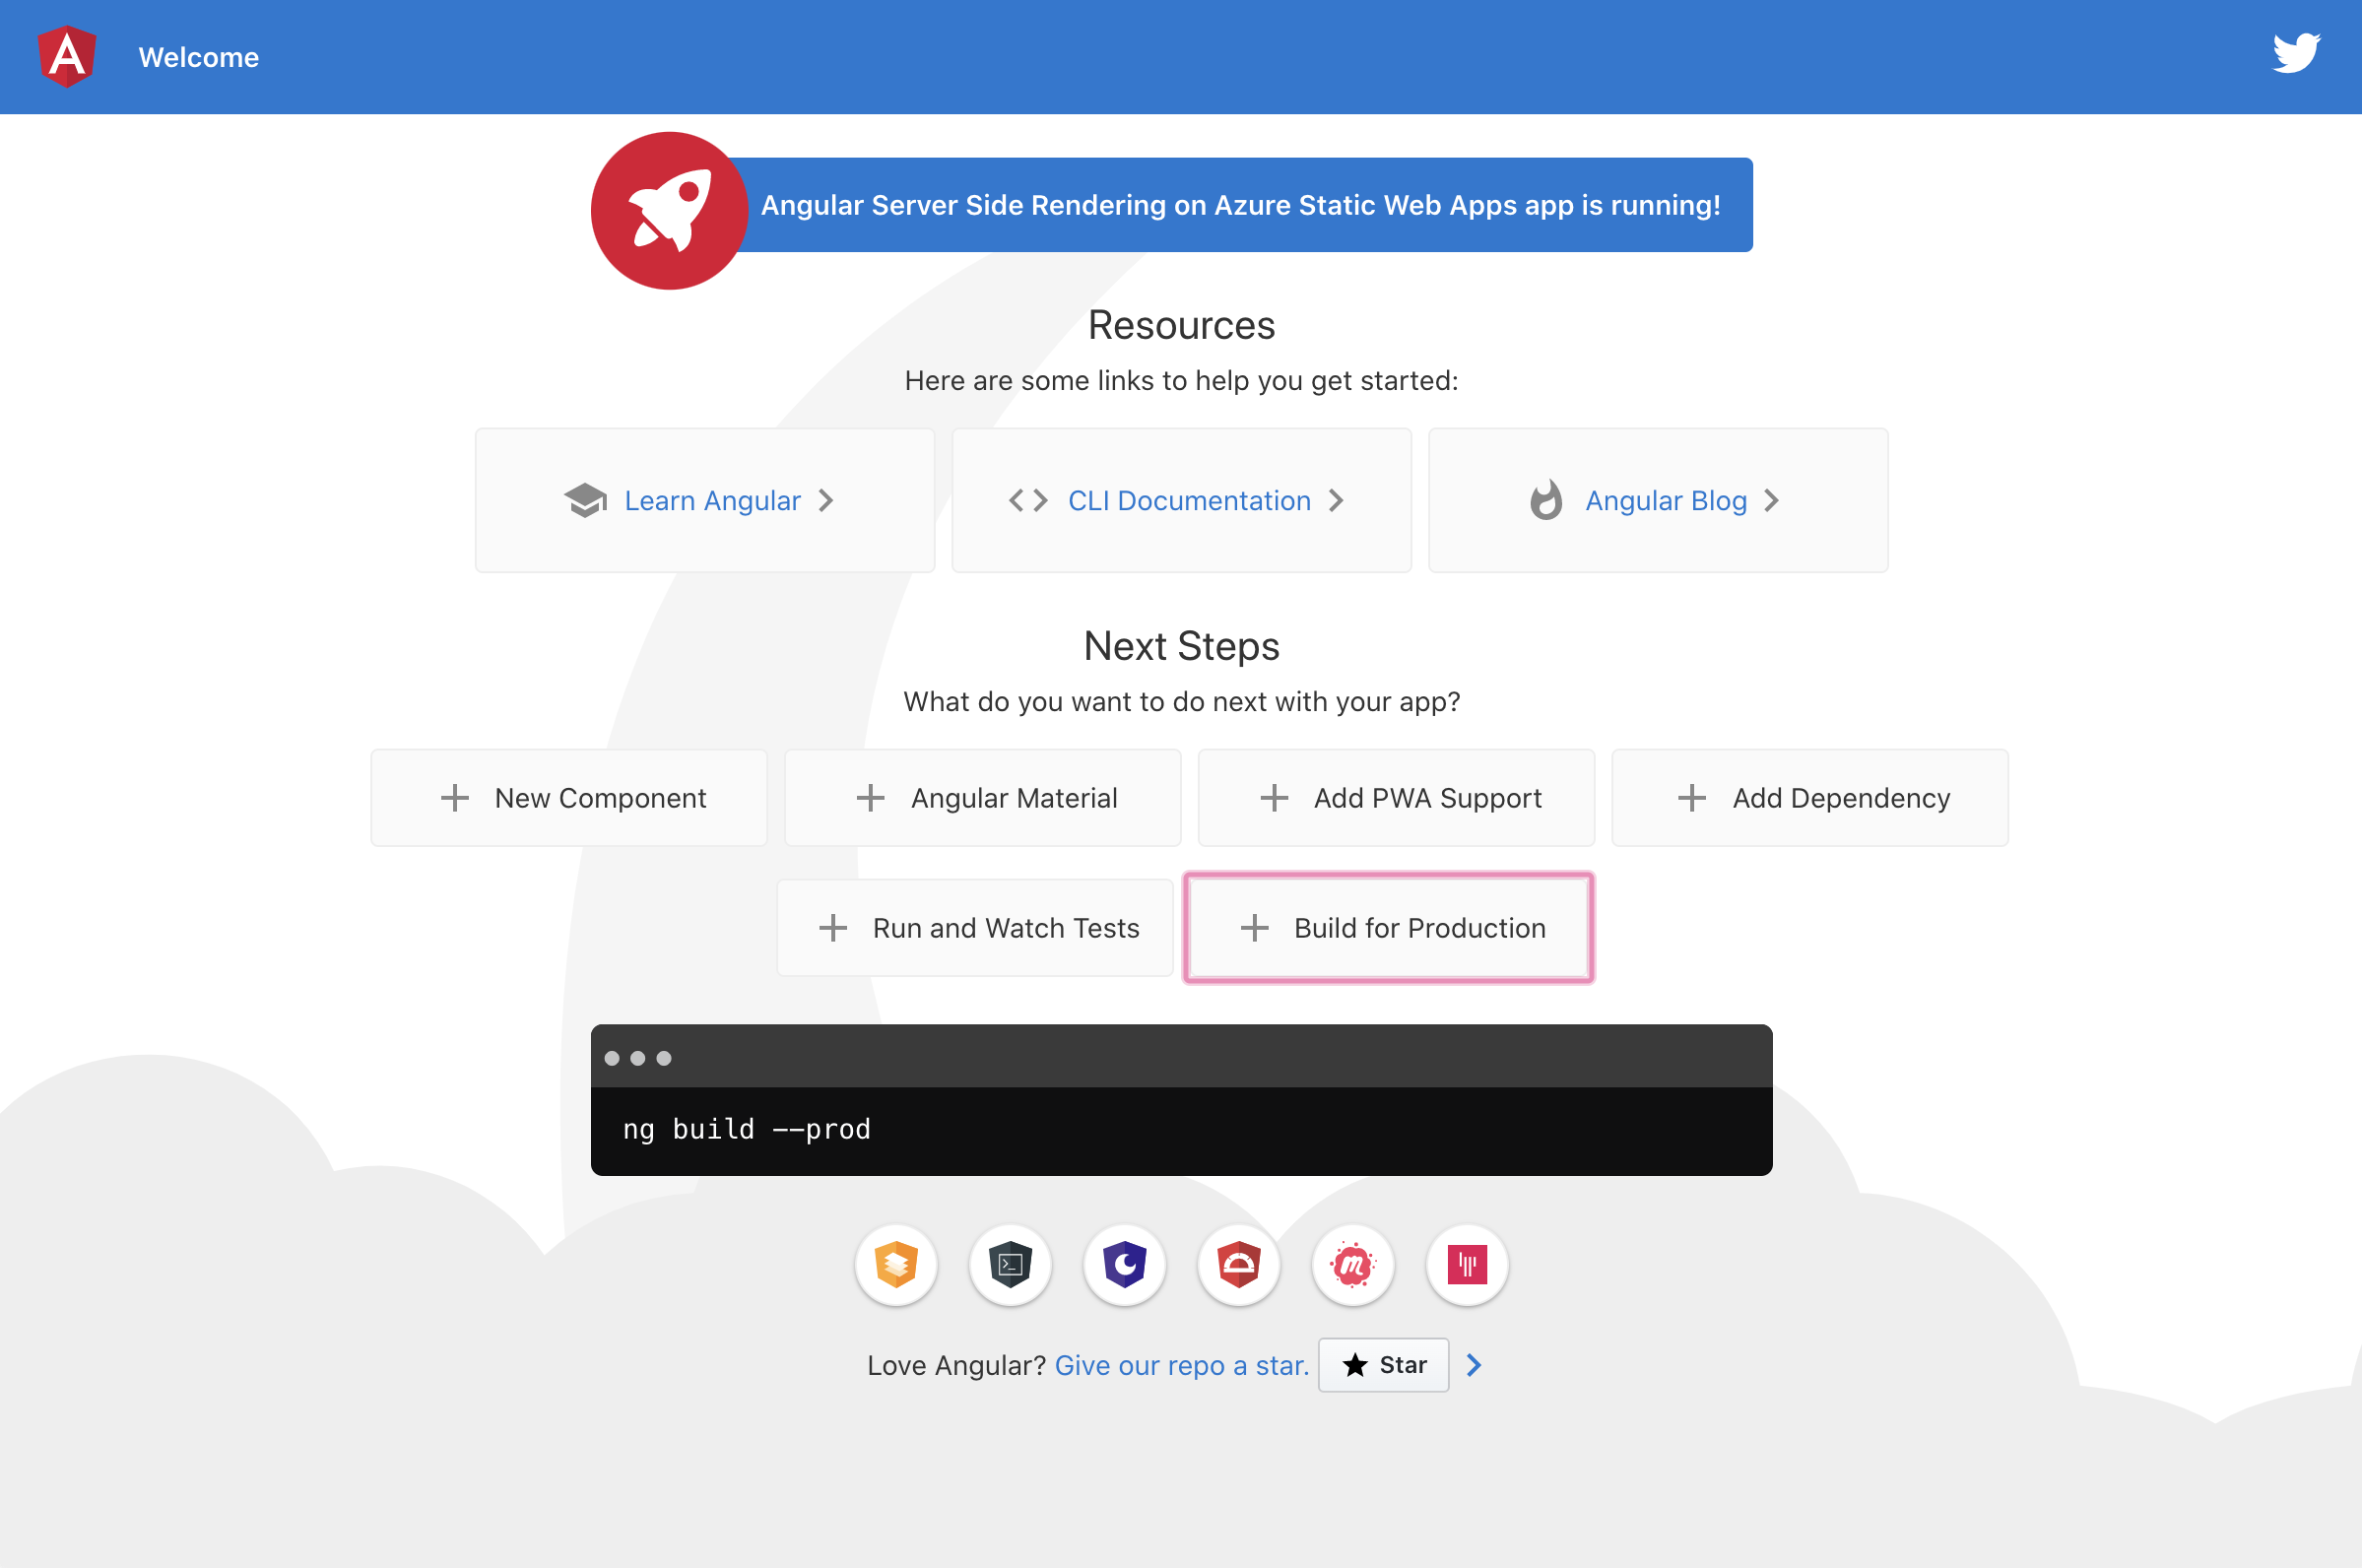 Welcome
Angular Server Side Rendering on Azure Static Web Apps app is running!
Resources
Here are some links to help you get started:
Learn Angular
CLI Documentation
Angular Blog
Next Steps
What do you want to do next with your app?
New Component
Angular Material
Add PWA Support
Add Dependency
Run and Watch Tests
Build for Production
ng build --prod
Love Angular? Give our repo a star. Star